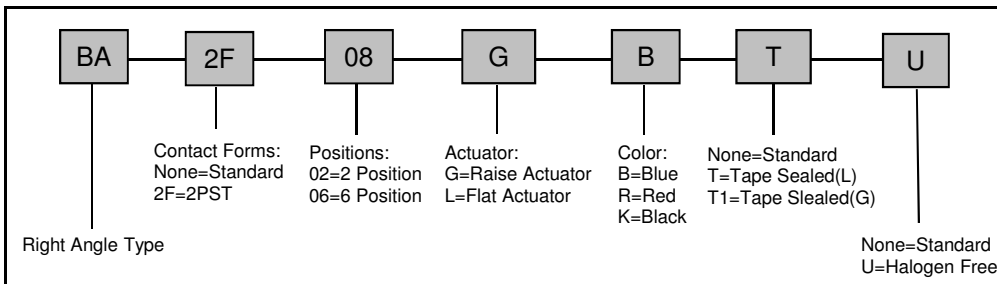 BA 2F 08 G B T U
Contact Forms:
None=Standard
2F=2PST
Positions:
02=2 Position
06=6 Position
Actuator:
G=Raise Actuator
L=Flat Actuator
Color:
B=Blue
R=Red
K=Black
None=Standard
T=Tape Sealed(L)
T1=Tape Slealed(G)
Right Angle Type
None=Standard
U=Halogen Free